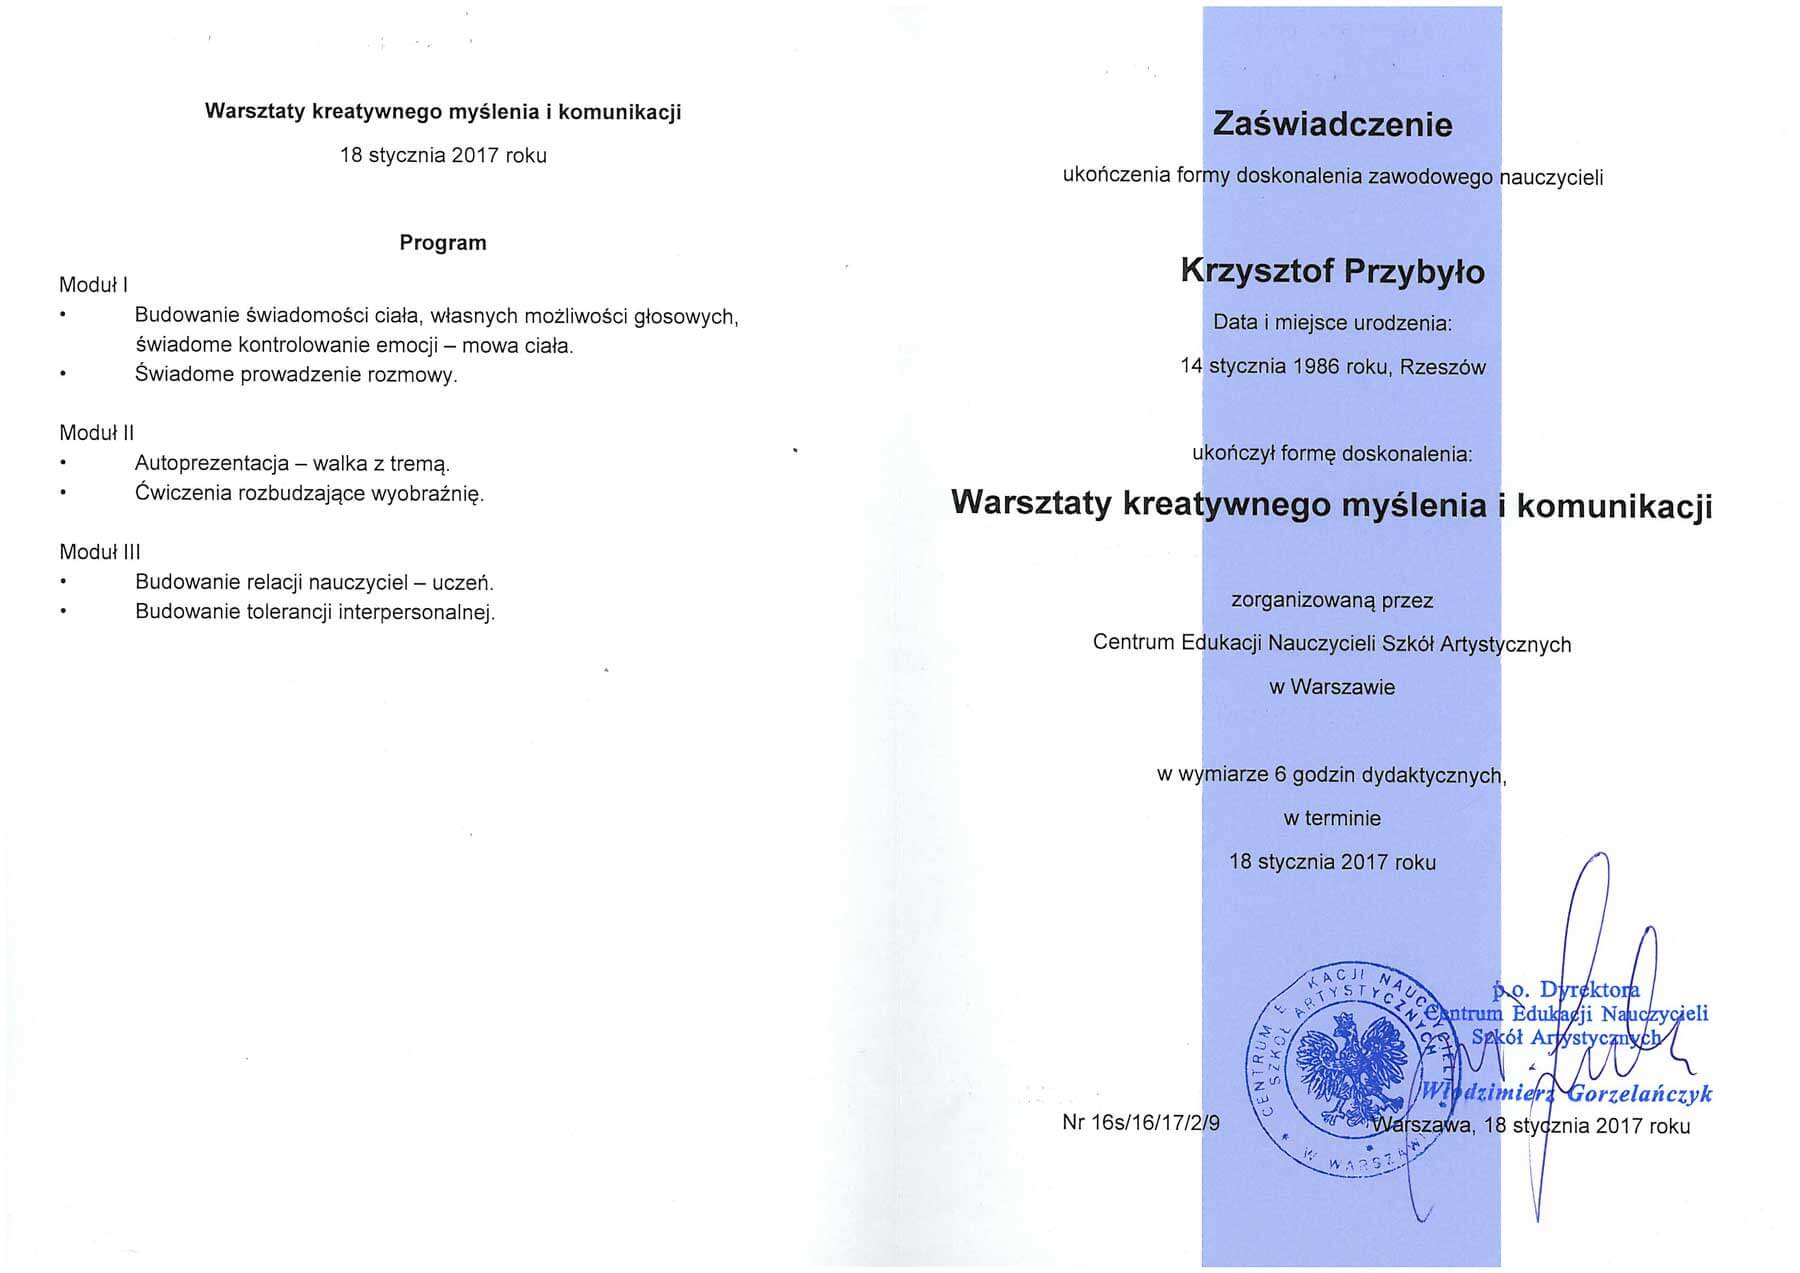 Warsztaty kreatywnego myślenia i komunikacji
18 stycznia 2017 roku
Program
Moduł I
• Budowanie świadomości ciała, własnych możliwości głosowych,
świadome kontrolowanie emocji – mowa ciała.
• Świadome prowadzenie rozmowy.
Moduł II
• Autoprezentacja – walka z tremą.
• Ćwiczenia rozbudzające wyobraźnię.
Moduł III
• Budowanie relacji nauczyciel – uczeń.
• Budowanie tolerancji interpersonalnej.
Zaświadczenie
ukończenia formy doskonalenia zawodowego nauczycieli
Krzysztof Przybyło
Data i miejsce urodzenia:
14 stycznia 1986 roku, Rzeszów
ukończył formę doskonalenia:
Warsztaty kreatywnego myślenia i komunikacji
zorganizowaną przez
Centrum Edukacji Nauczycieli Szkół Artystycznych
w Warszawie
w wymiarze 6 godzin dydaktycznych,
w terminie
18 stycznia 2017 roku
p.o. Dyrektora
Centrum Edukacji Nauczycieli
Szkół Artystycznych
Włodzimierz Gorzelańczyk
CENTRUM E KACJI NAUCZYCIELI
SZKÓŁ ARTYSTYCZNYCH
* W WARSZAWI *
Nr 16s/16/17/2/9
Warszawa, 18 stycznia 2017 roku